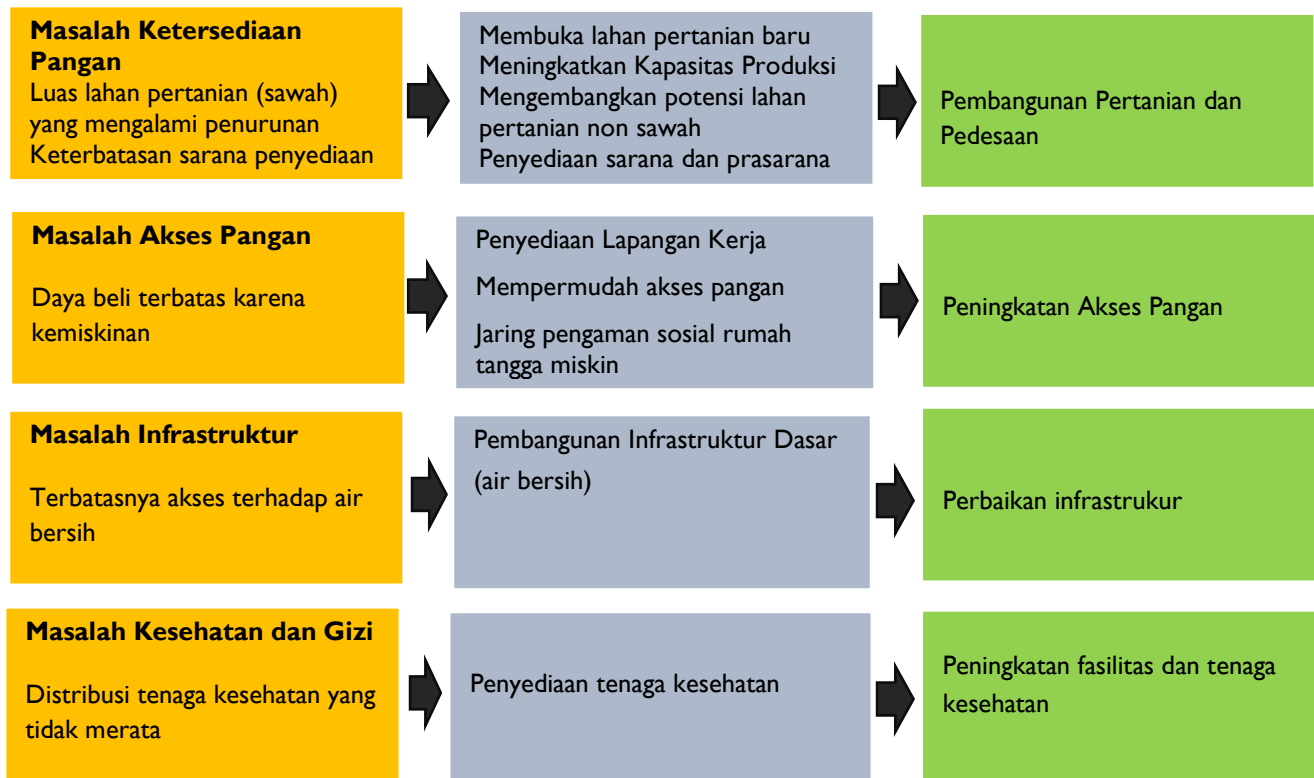 Masalah Ketersediaan
Pangan
Luas lahan pertanian (sawah)
yang mengalami penurunan
Keterbatasan sarana penyediaan
Membuka lahan pertanian baru
Meningkatkan Kapasitas Produksi
Mengembangkan potensi lahan
pertanian non sawah
Penyediaan sarana dan prasarana
Pembangunan Pertanian dan
Pedesaan
Masalah Akses Pangan
Daya beli terbatas karena
kemiskinan
Penyediaan Lapangan Kerja
Mempermudah akses pangan
Jaring pengaman sosial rumah
tangga miskin
Peningkatan Akses Pangan
Masalah Infrastruktur
Terbatasnya akses terhadap air
bersih
Pembangunan Infrastruktur Dasar
(air bersih)
Perbaikan infrastrukur
Masalah Kesehatan dan Gizi
Distribusi tenaga kesehatan yang
tidak merata
Penyediaan tenaga kesehatan
Peningkatan fasilitas dan tenaga
kesehatan